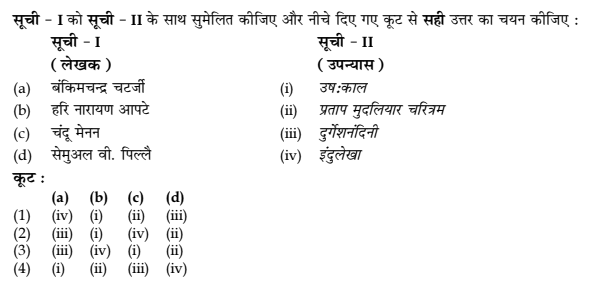 सूची - I को सूची - II के साथ सुमेलित कीजिए और नीचे दिए गए कूट से सही उत्तर का चयन कीजिए :
सूची - I सूची - II
( लेखक ) ( उपन्यास )
(a) बंकिमचन्द्र चटर्जी (i) उष:काल
(b) हरि नारायण आपटे (ii) प्रताप मुदलियार चरित्रम
(c) चंदू मेनन (iii) दुर्गेशनंदिनी
(d) सेमुअल वी. पिल्लै (iv) इंदुलेखा
कूट :
(a) (b) (c) (d)
(1) (iv) (i) (ii) (iii)
(2) (iii) (i) (iv) (ii)
(3) (iii) (iv) (i) (ii)
(4) (i) (ii) (iii) (iv)